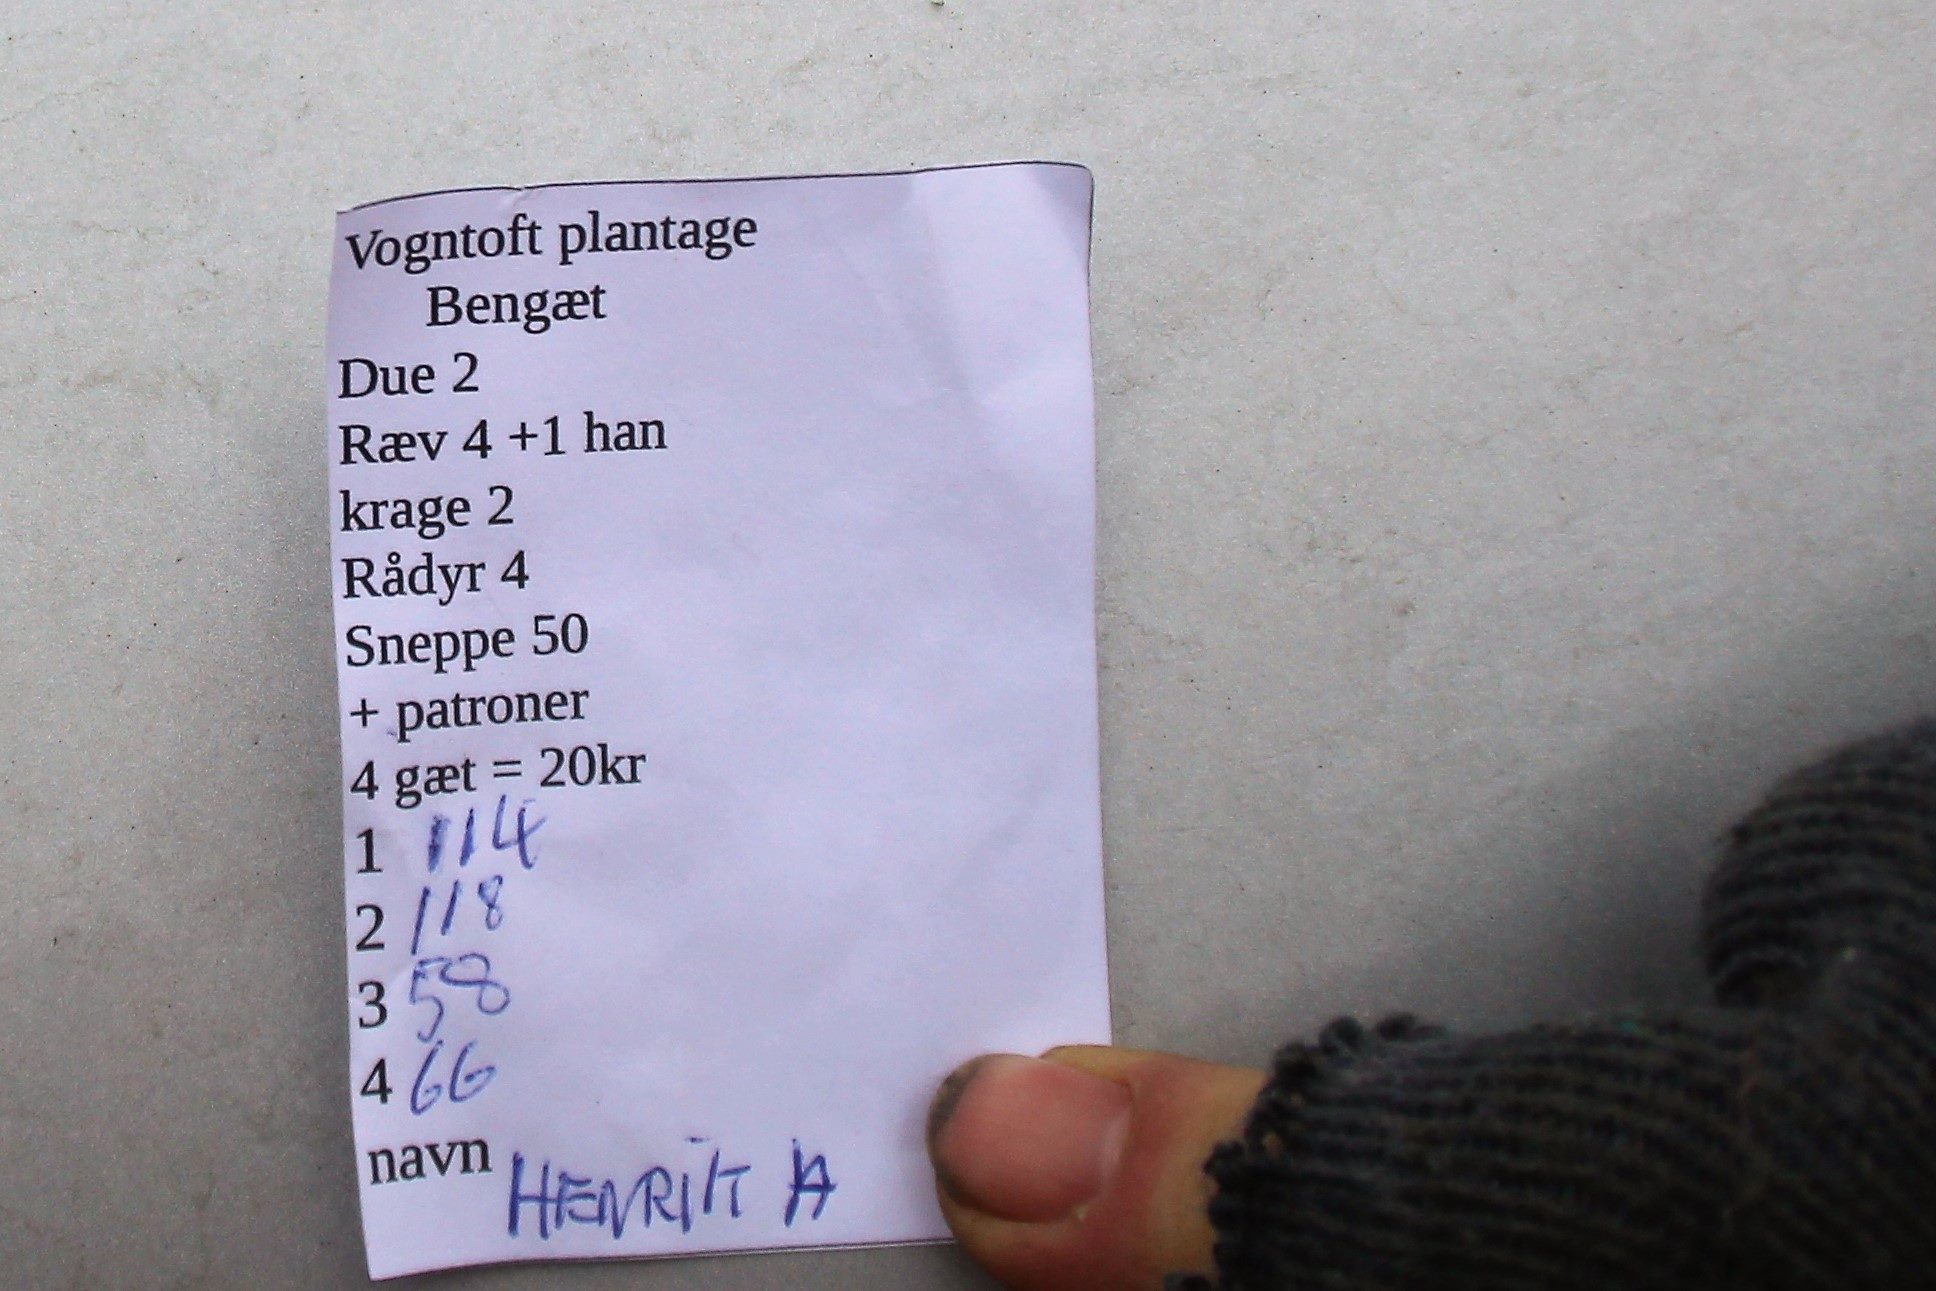 Vogntoft plantage
Bengæt
Due 2
Ræv 4 +1 han
krage 2
Rådyr 4
Sneppe 50
+ patroner
4 gæt = 20kr
1 114
2 118
3 58
4 66
navn HENRIK A